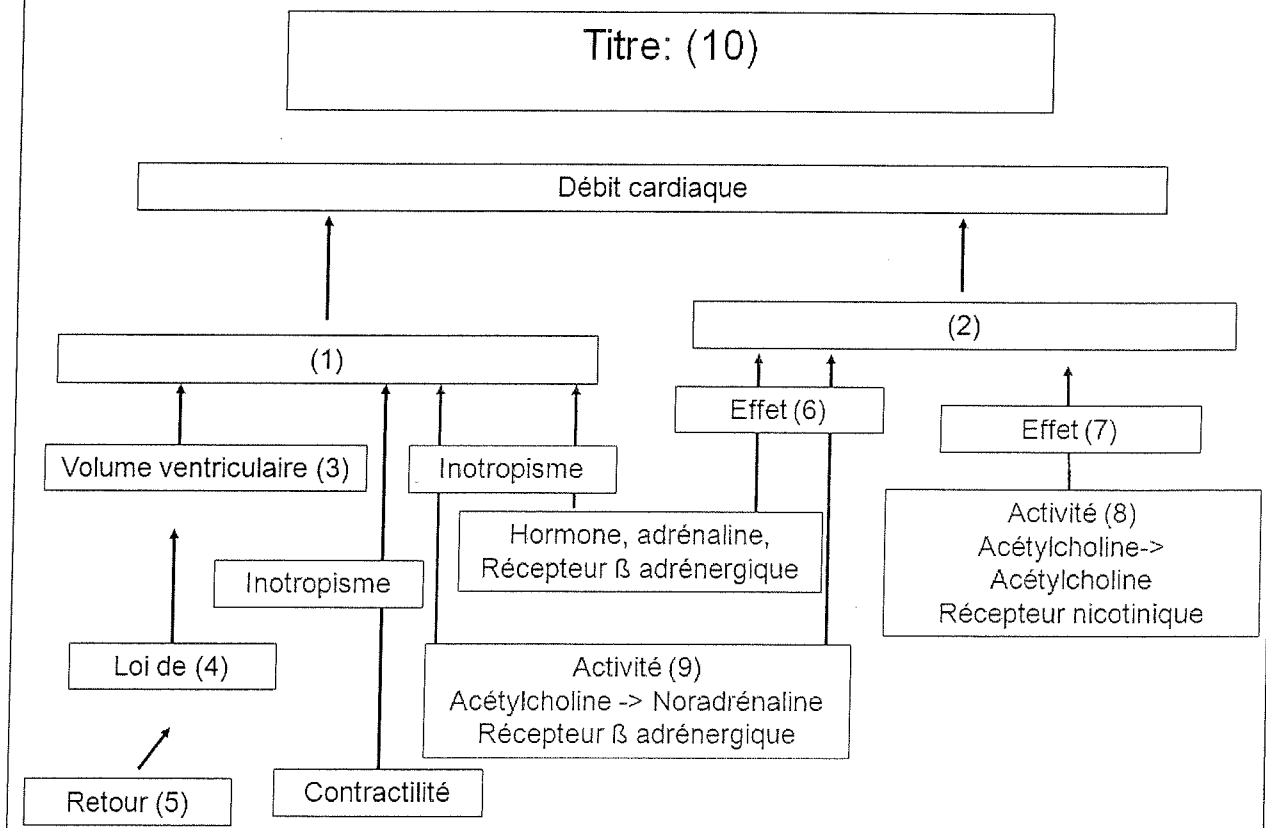 Titre: (10)
Débit cardiaque
(2)
(1)
Effet (6)
Effet (7)
Volume ventriculaire (3)
Inotropisme
Activité (8)
Acétylcholine->
Acétylcholine
Récepteur nicotinique
Hormone, adrénaline,
Récepteur ß adrénergique
Inotropisme
Loi de (4)
Activité (9)
Acétylcholine -> Noradrénaline
Récepteur ß adrénergique
Retour (5)
Contractilité